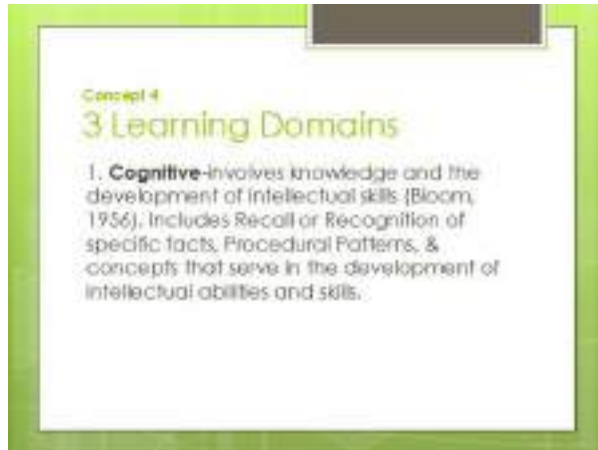 Concept 4
3 Learning Domains
1. Cognitive-involves knowledge and the
development of intellectual skills (Bloom,
1956). Includes Recall or Recognition of
specific facts, Procedural Patterns, &
concepts that serve in the development of
intellectual abilities and skills.